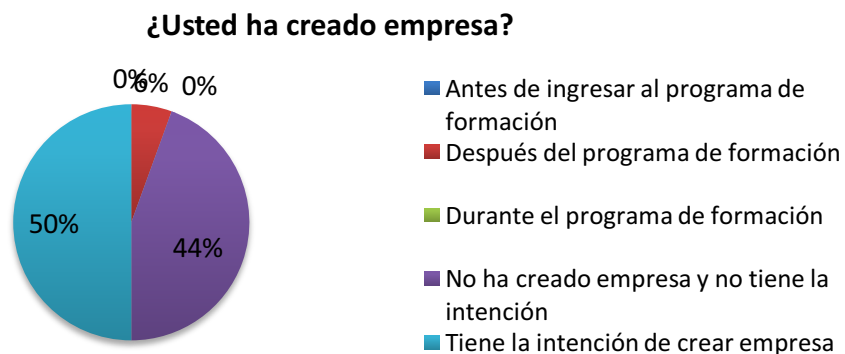 ¿Usted ha creado empresa?
0%
6%
0%
50%
44%
Antes de ingresar al programa de
formación
Después del programa de formación
Durante el programa de formación
No ha creado empresa y no tiene la
intención
Tiene la intención de crear empresa